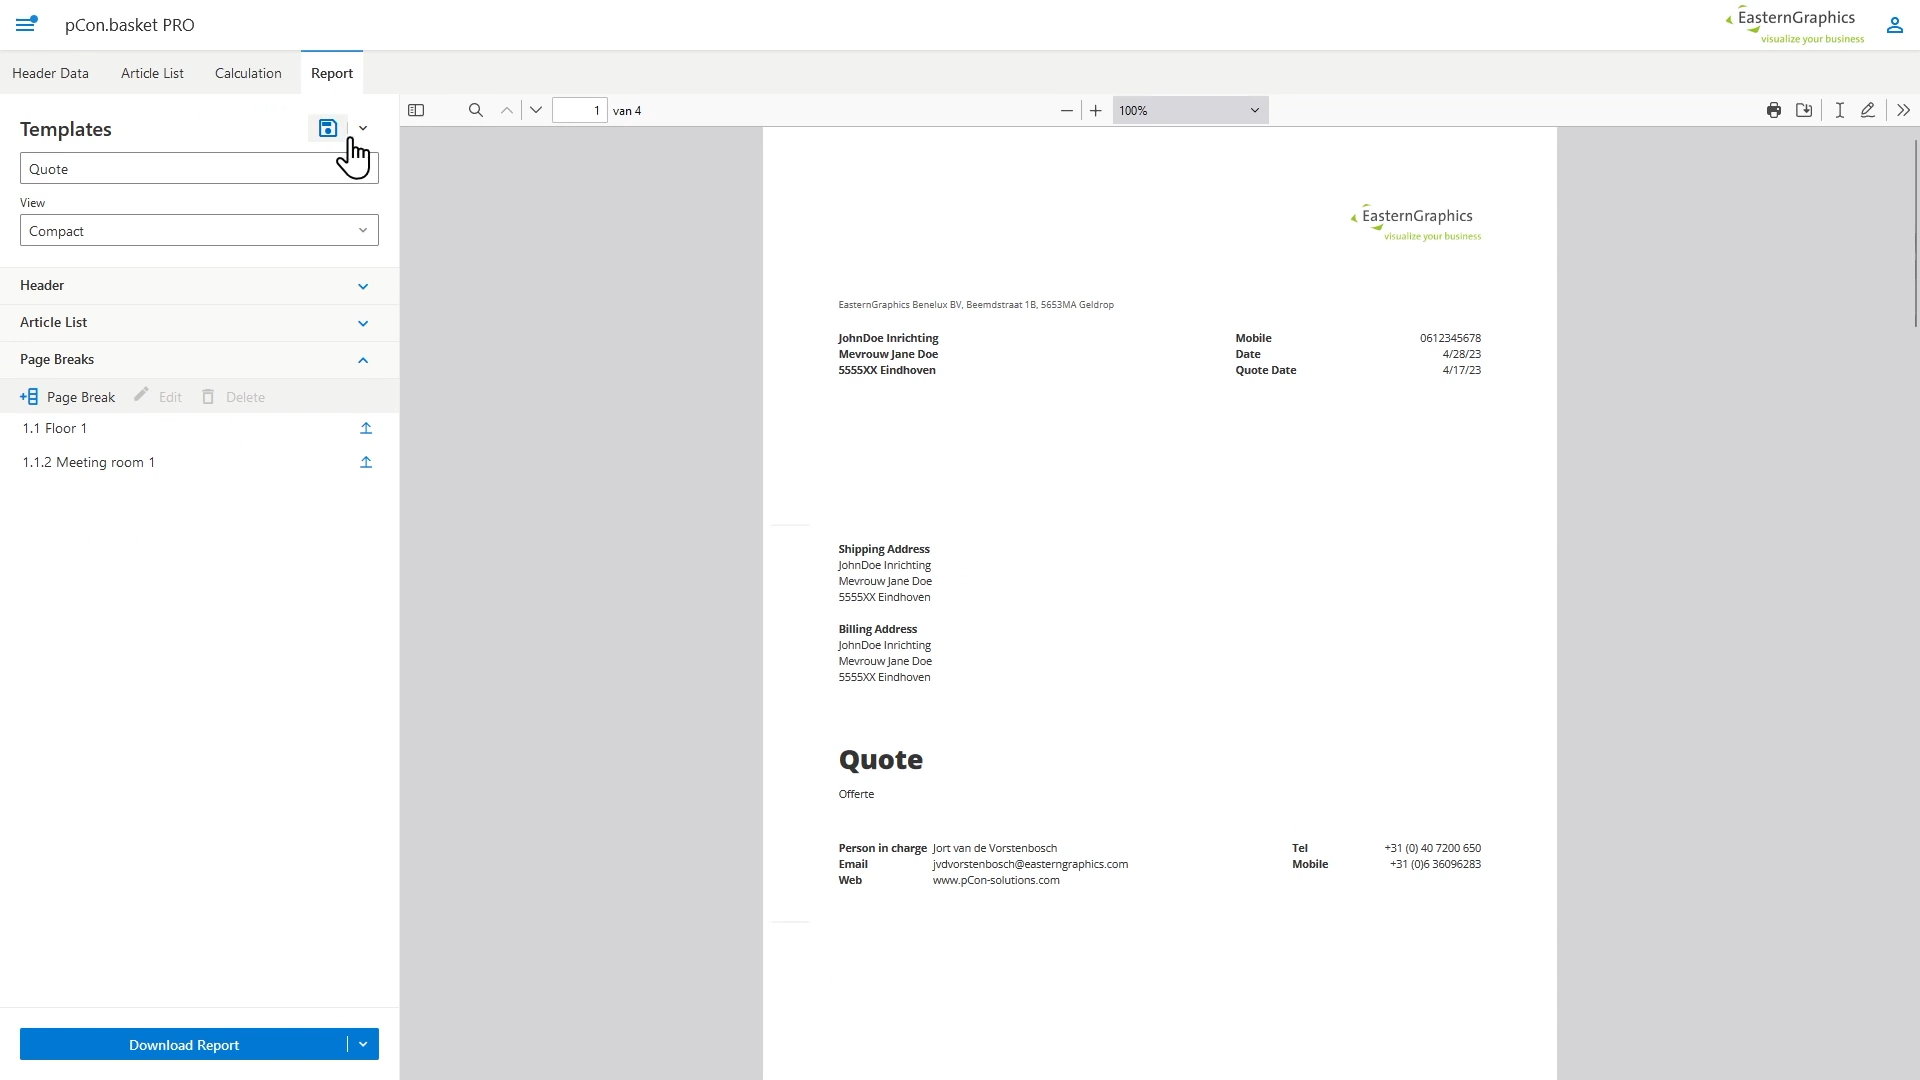 pCon.basket PRO
EasternGraphics
visualize your business
Header Data Article List Calculation Report
Templates
1 van 4
100%
Quote
View
Compact
Header
Article List
Page Breaks
Page Break Edit Delete
1.1 Floor 1
1.1.2 Meeting room 1
Download Report
EasternGraphics
visualize your business
EasternGraphics Benelux BV, Beemdstraat 1B, 5653MA Geldrop
JohnDoe Inrichting Mobile 0612345678
Mevrouw Jane Doe Date 4/28/23
5555XX Eindhoven Quote Date 4/17/23
Shipping Address
JohnDoe Inrichting
Mevrouw Jane Doe
5555XX Eindhoven
Billing Address
JohnDoe Inrichting
Mevrouw Jane Doe
5555XX Eindhoven
Quote
Offerte
Person in charge Jort van de Vorstenbosch Tel +31 (0) 40 7200 650
Email jvdvorstenbosch@easterngraphics.com Mobile +31 (0)6 36096283
Web www.pCon-solutions.com